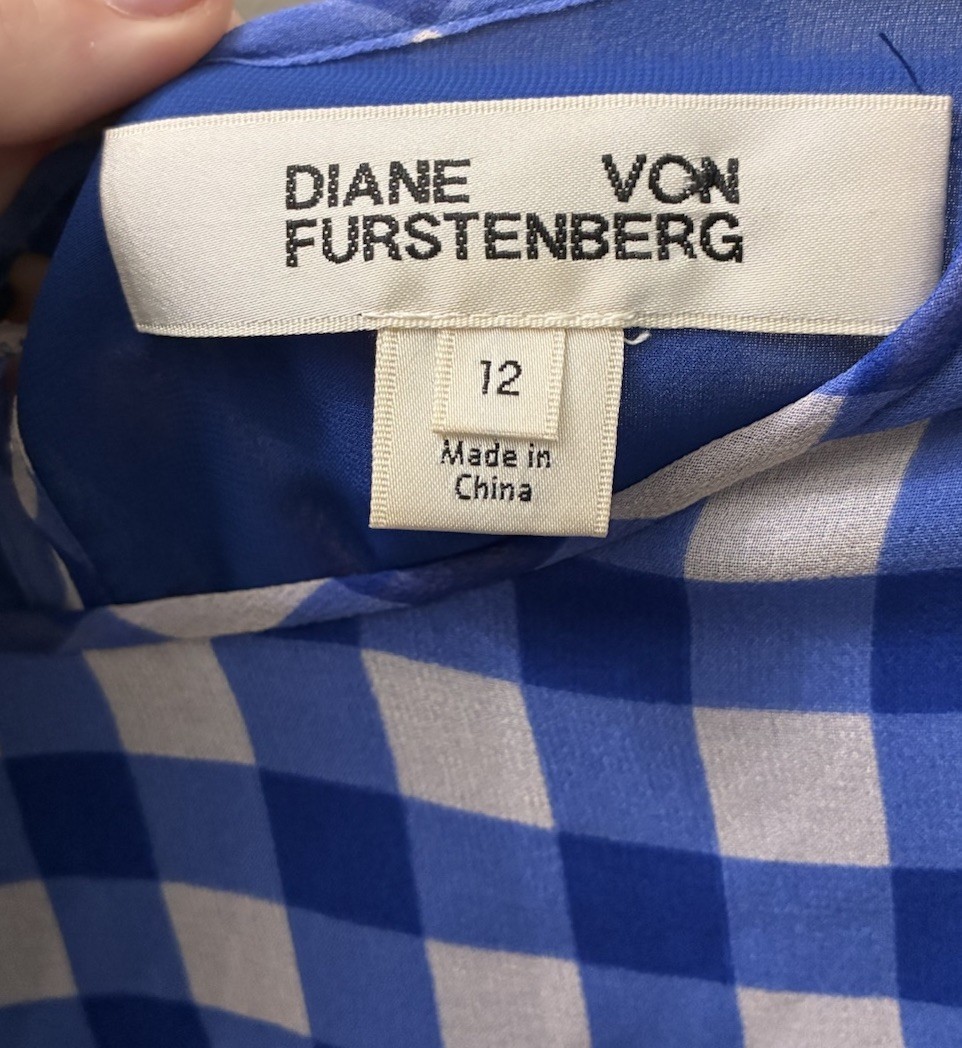 DIANE VON
FURSTENBERG
12
Made in
China